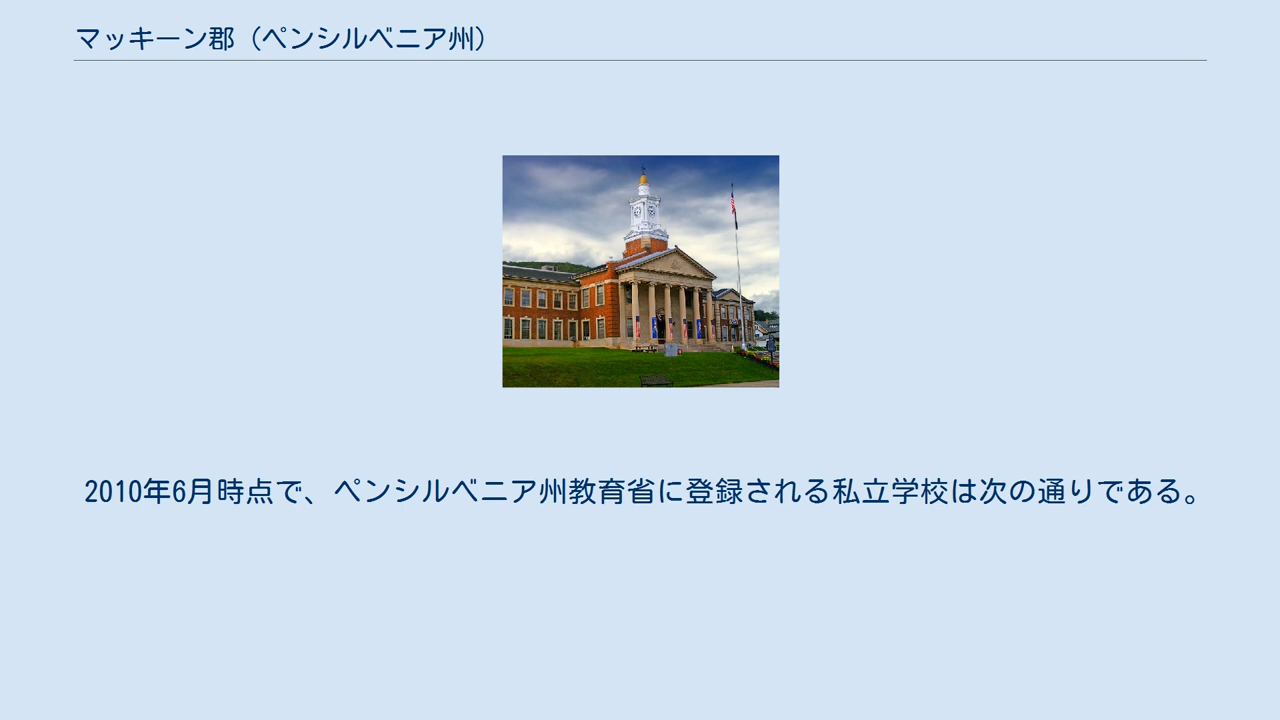 マッキーン郡（ペンシルベニア州）
2010年6月時点で、ペンシルベニア州教育省に登録される私立学校は次の通りである。